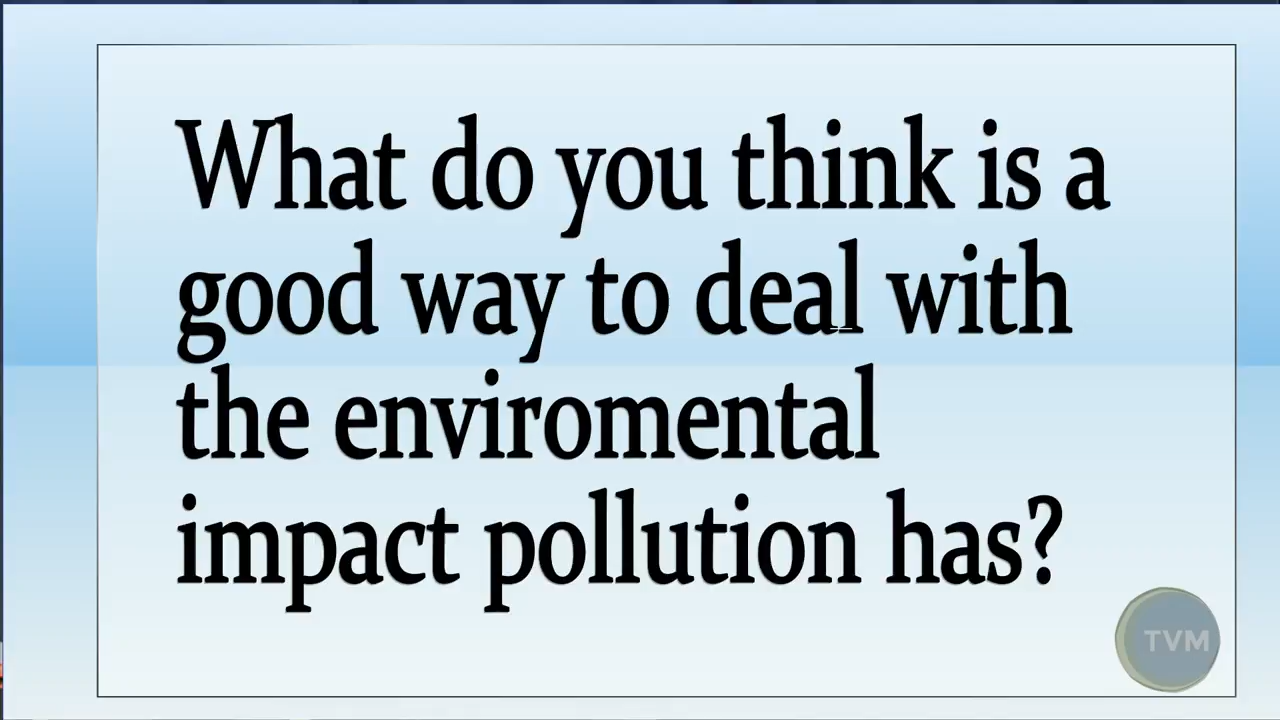 What do you think is a
good way to deal with
the enviromental
impact pollution has?
TVM